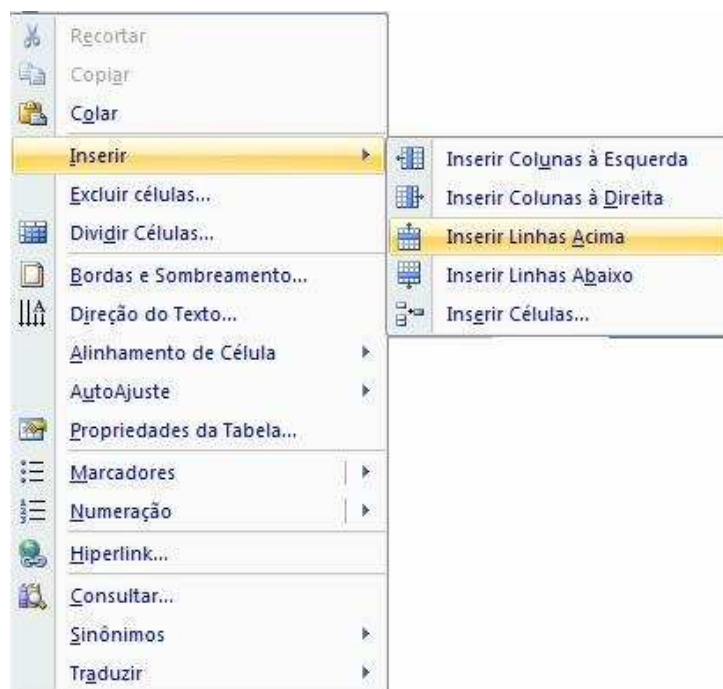 Recortar
Copiar
Colar
Inserir
Excluir células...
Dividir Células...
Bordas e Sombreamento...
Direção do Texto...
Alinhamento de Célula
AutoAjuste
Propriedades da Tabela...
Marcadores
Numeração
Hiperlink...
Consultar...
Sinônimos
Traduzir
Inserir Colunas à Esquerda
Inserir Colunas à Direita
Inserir Linhas Acima
Inserir Linhas Abaixo
Inserir Células...